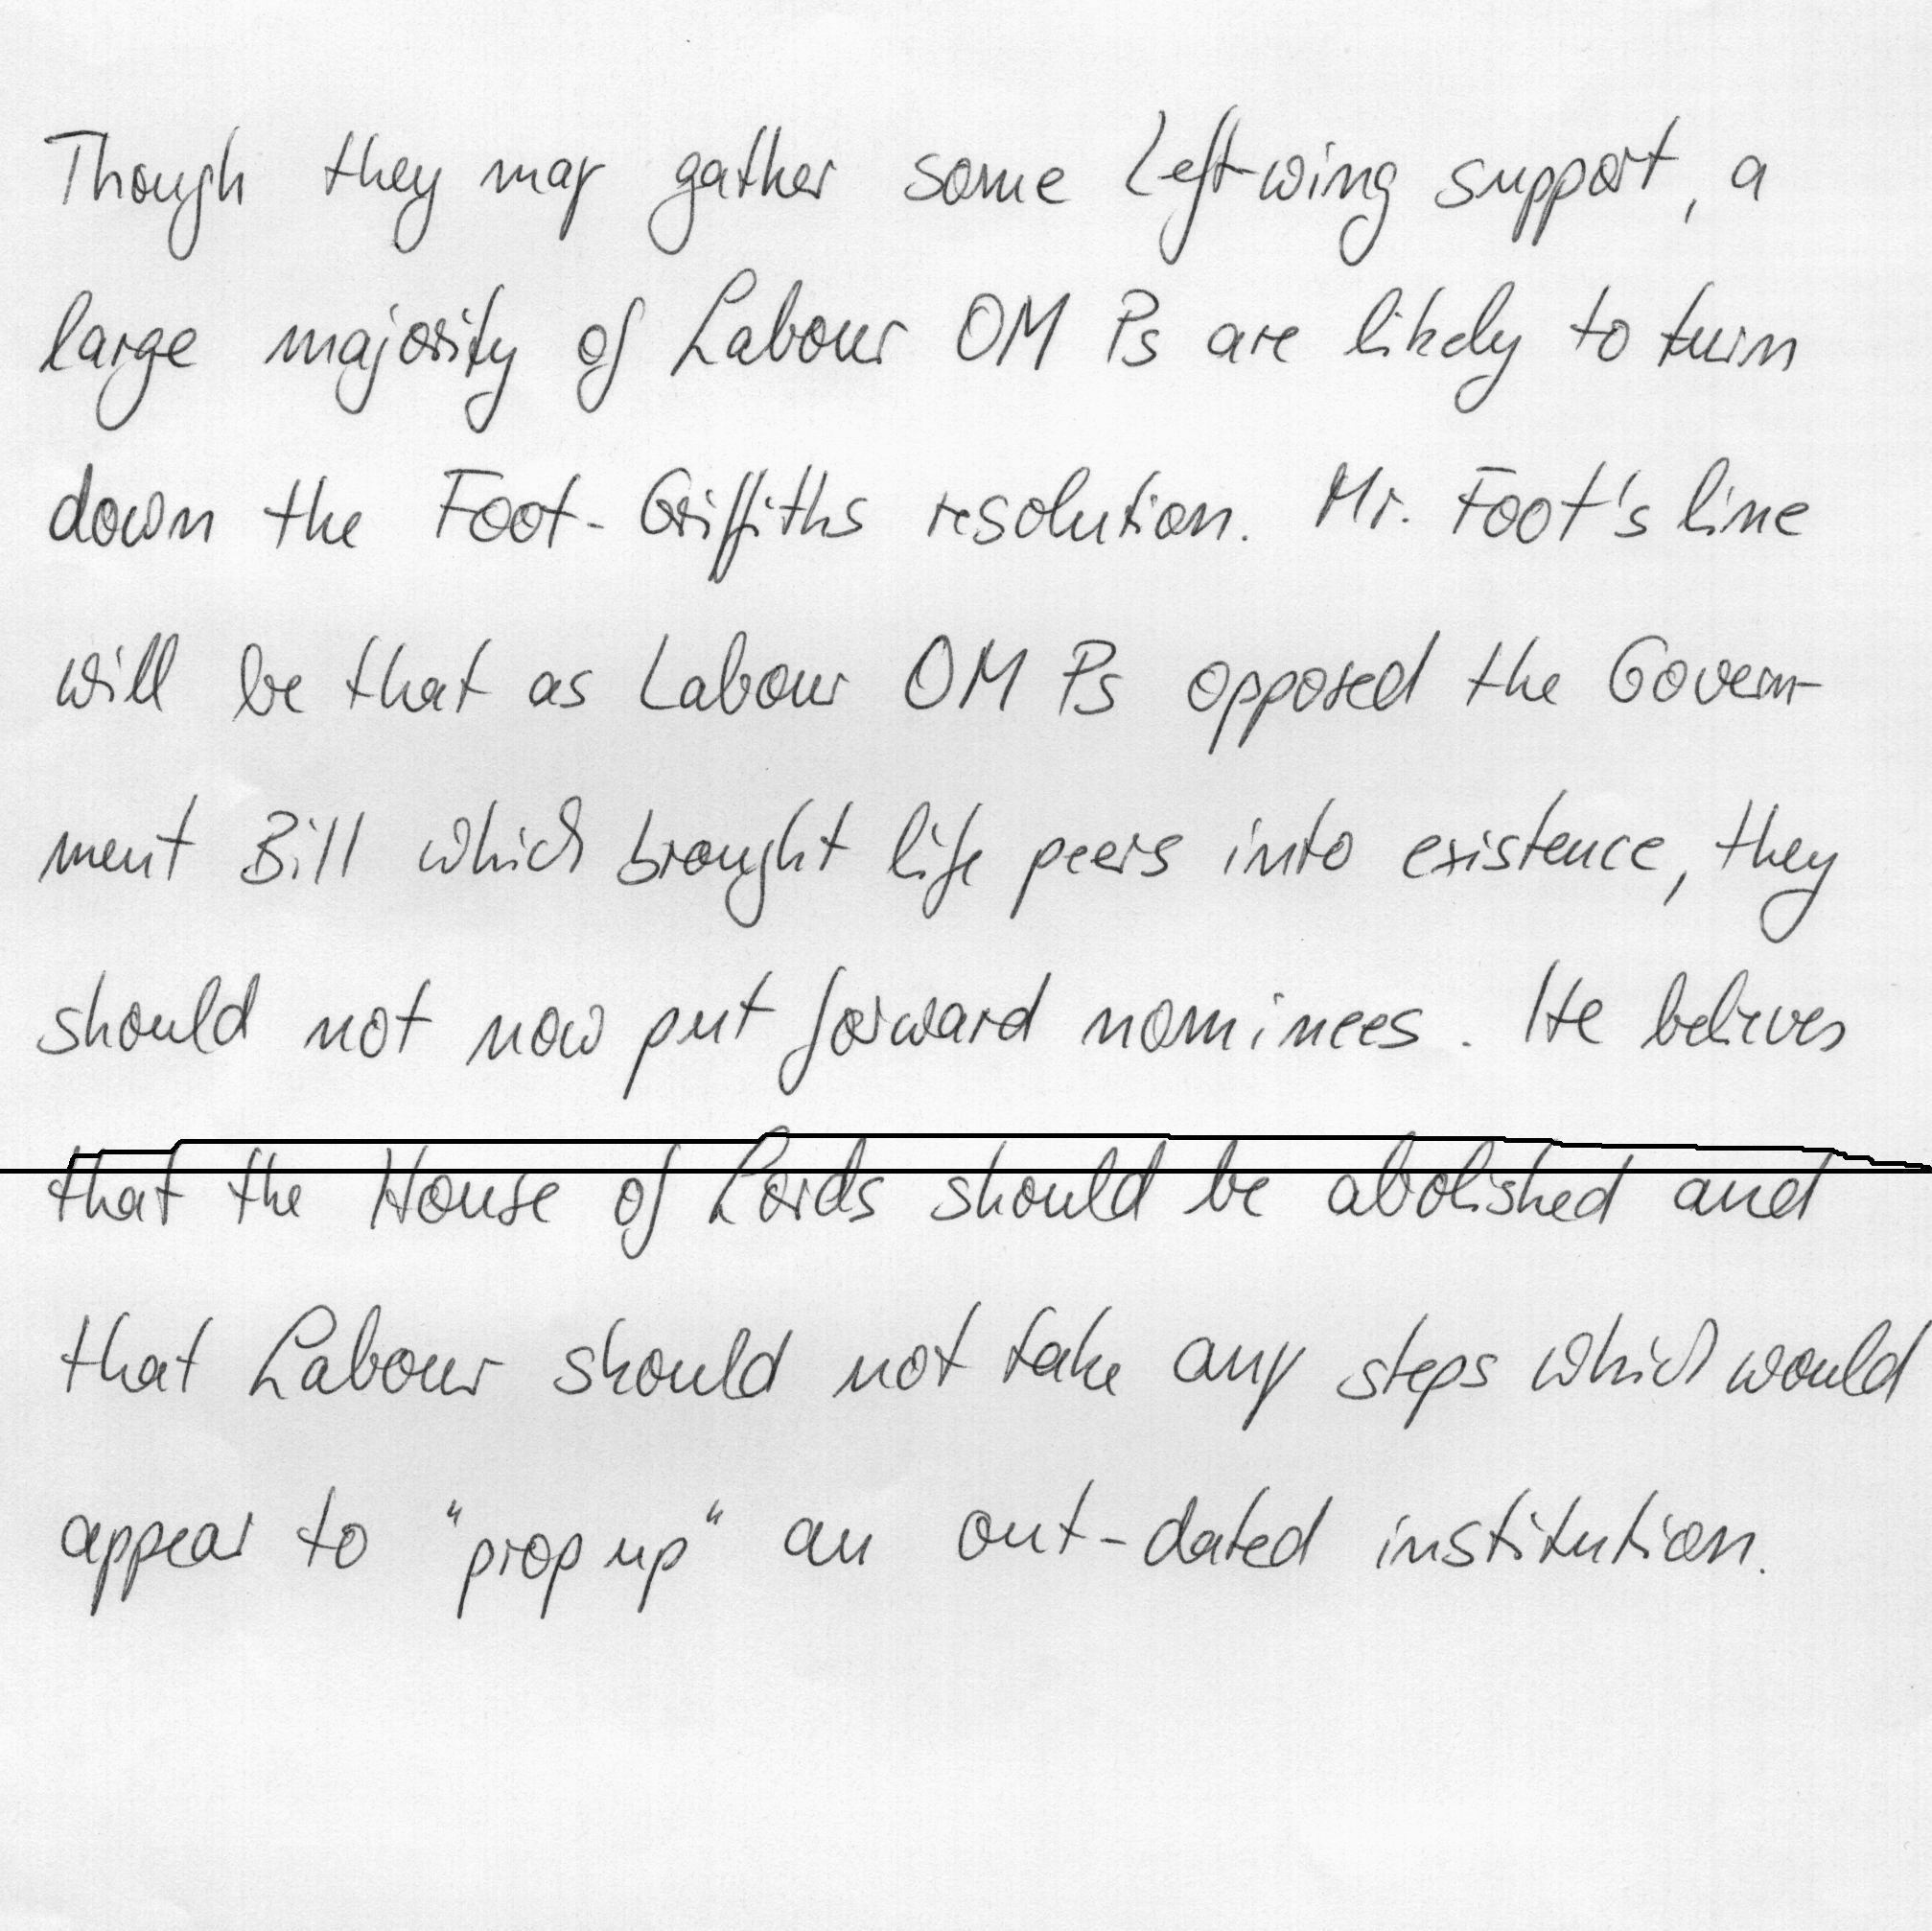 Though they may gather some Left-wing support, a
large majority of Labour OM Ps are likely to turn
down the Foot-Griffiths resolution. Mr. Foot's line
will be that as Labour OM Ps opposed the Govern-
ment Bill which brought life peers into existence, they
should not now put forward nominees. He believes
that the House of Lords should be abolished and
that Labour should not take any steps which would
appear to "prop up" an out-dated institution.